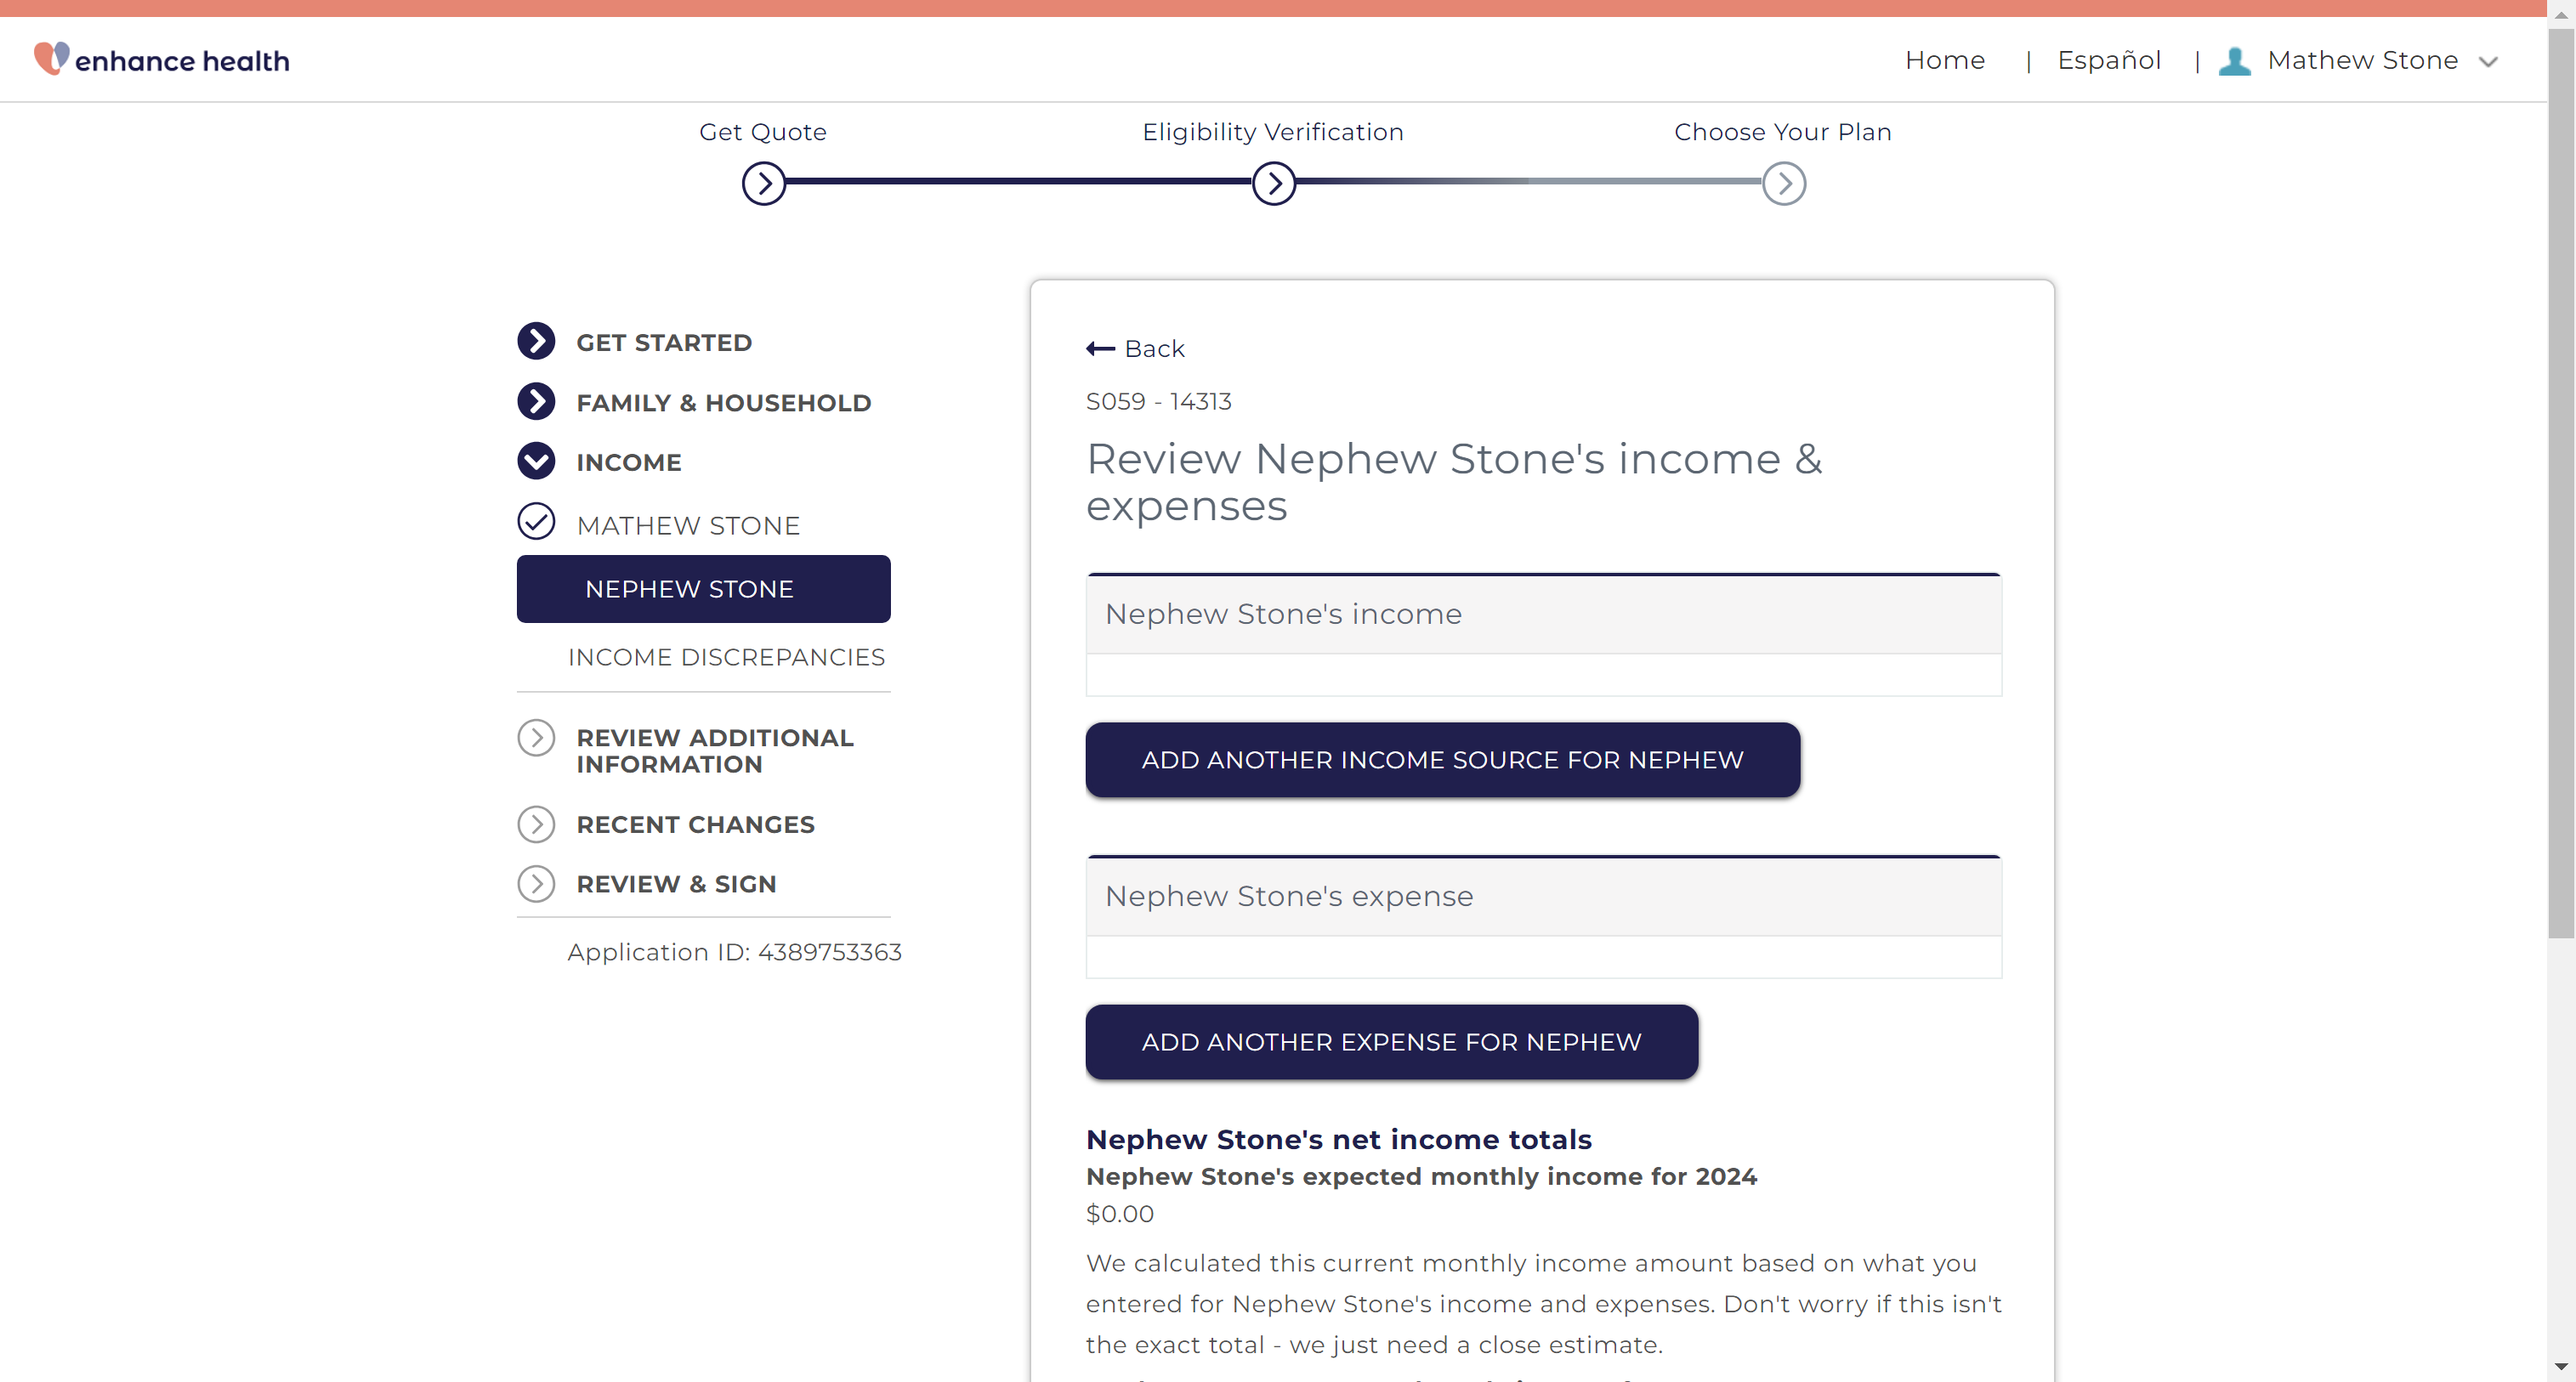 enhance health
Home | Español | Mathew Stone
Get Quote
Eligibility Verification
Choose Your Plan
GET STARTED
FAMILY & HOUSEHOLD
INCOME
MATHEW STONE
NEPHEW STONE
INCOME DISCREPANCIES
REVIEW ADDITIONAL
INFORMATION
RECENT CHANGES
REVIEW & SIGN
Application ID: 4389753363
Back
S059 - 14313
Review Nephew Stone's income &
expenses
Nephew Stone's income
ADD ANOTHER INCOME SOURCE FOR NEPHEW
Nephew Stone's expense
ADD ANOTHER EXPENSE FOR NEPHEW
Nephew Stone's net income totals
Nephew Stone's expected monthly income for 2024
$0.00
We calculated this current monthly income amount based on what you
entered for Nephew Stone's income and expenses. Don't worry if this isn't
the exact total - we just need a close estimate.